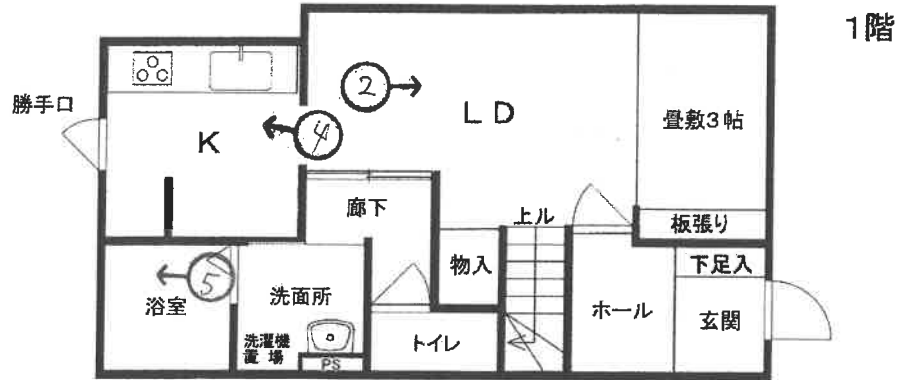 1階
勝手口
②
LD
畳敷3帖
④
K
廊下
上ル
板張り
物入
下足入
⑤
浴室
洗面所
ホール
玄関
洗濯機
置場
トイレ
PS